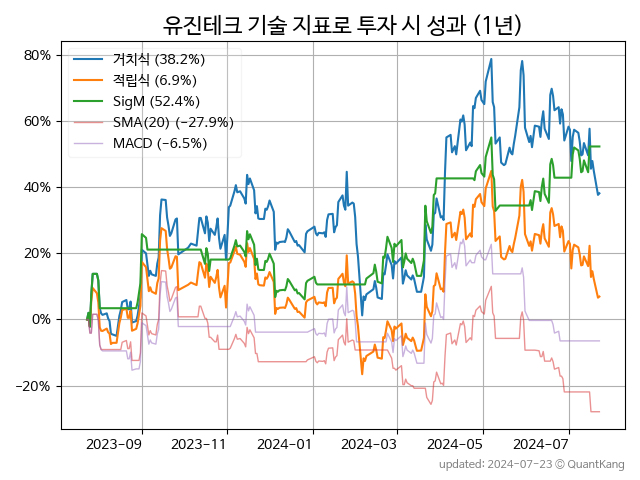 유진테크 기술 지표로 투자 시 성과 (1년)
80%
60%
40%
20%
0%
−20%
거치식 (38.2%)
적립식 (6.9%)
SigM (52.4%)
SMA(20) (−27.9%)
MACD (−6.5%)
2023-09
2023-11
2024-01
2024-03
2024-05
2024-07
updated: 2024-07-23 © QuantKang